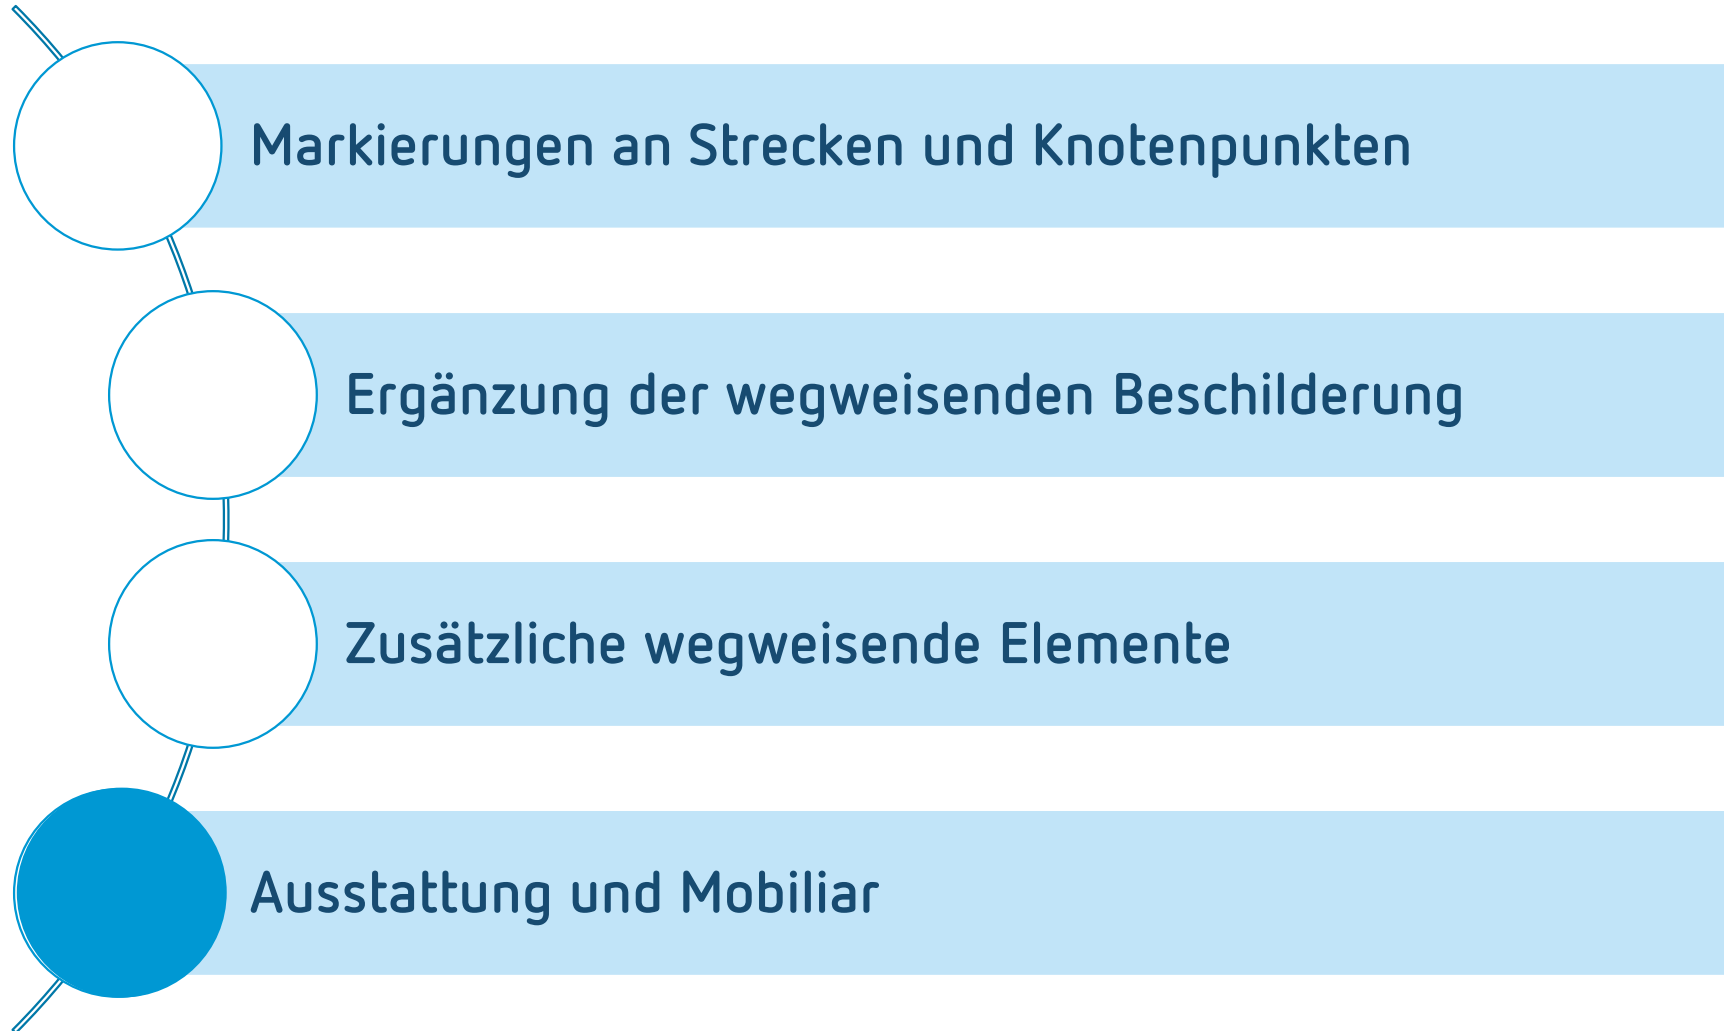 Markierungen an Strecken und Knotenpunkten
Ergänzung der wegweisenden Beschilderung
Zusätzliche wegweisende Elemente
Ausstattung und Mobiliar